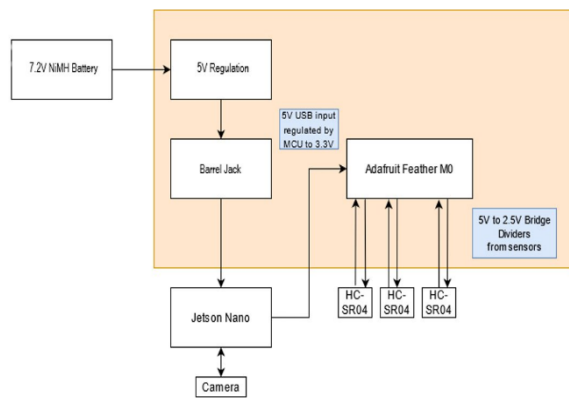 7.2V NiMH Battery
5V Regulation
5V USB input
regulated by
MCU to 3.3V
Barrel Jack
Adafruit Feather M0
5V to 2.5V Bridge
Dividers
from sensors
HC-
SR04
HC-
SR04
HC-
SR04
Jetson Nano
Camera